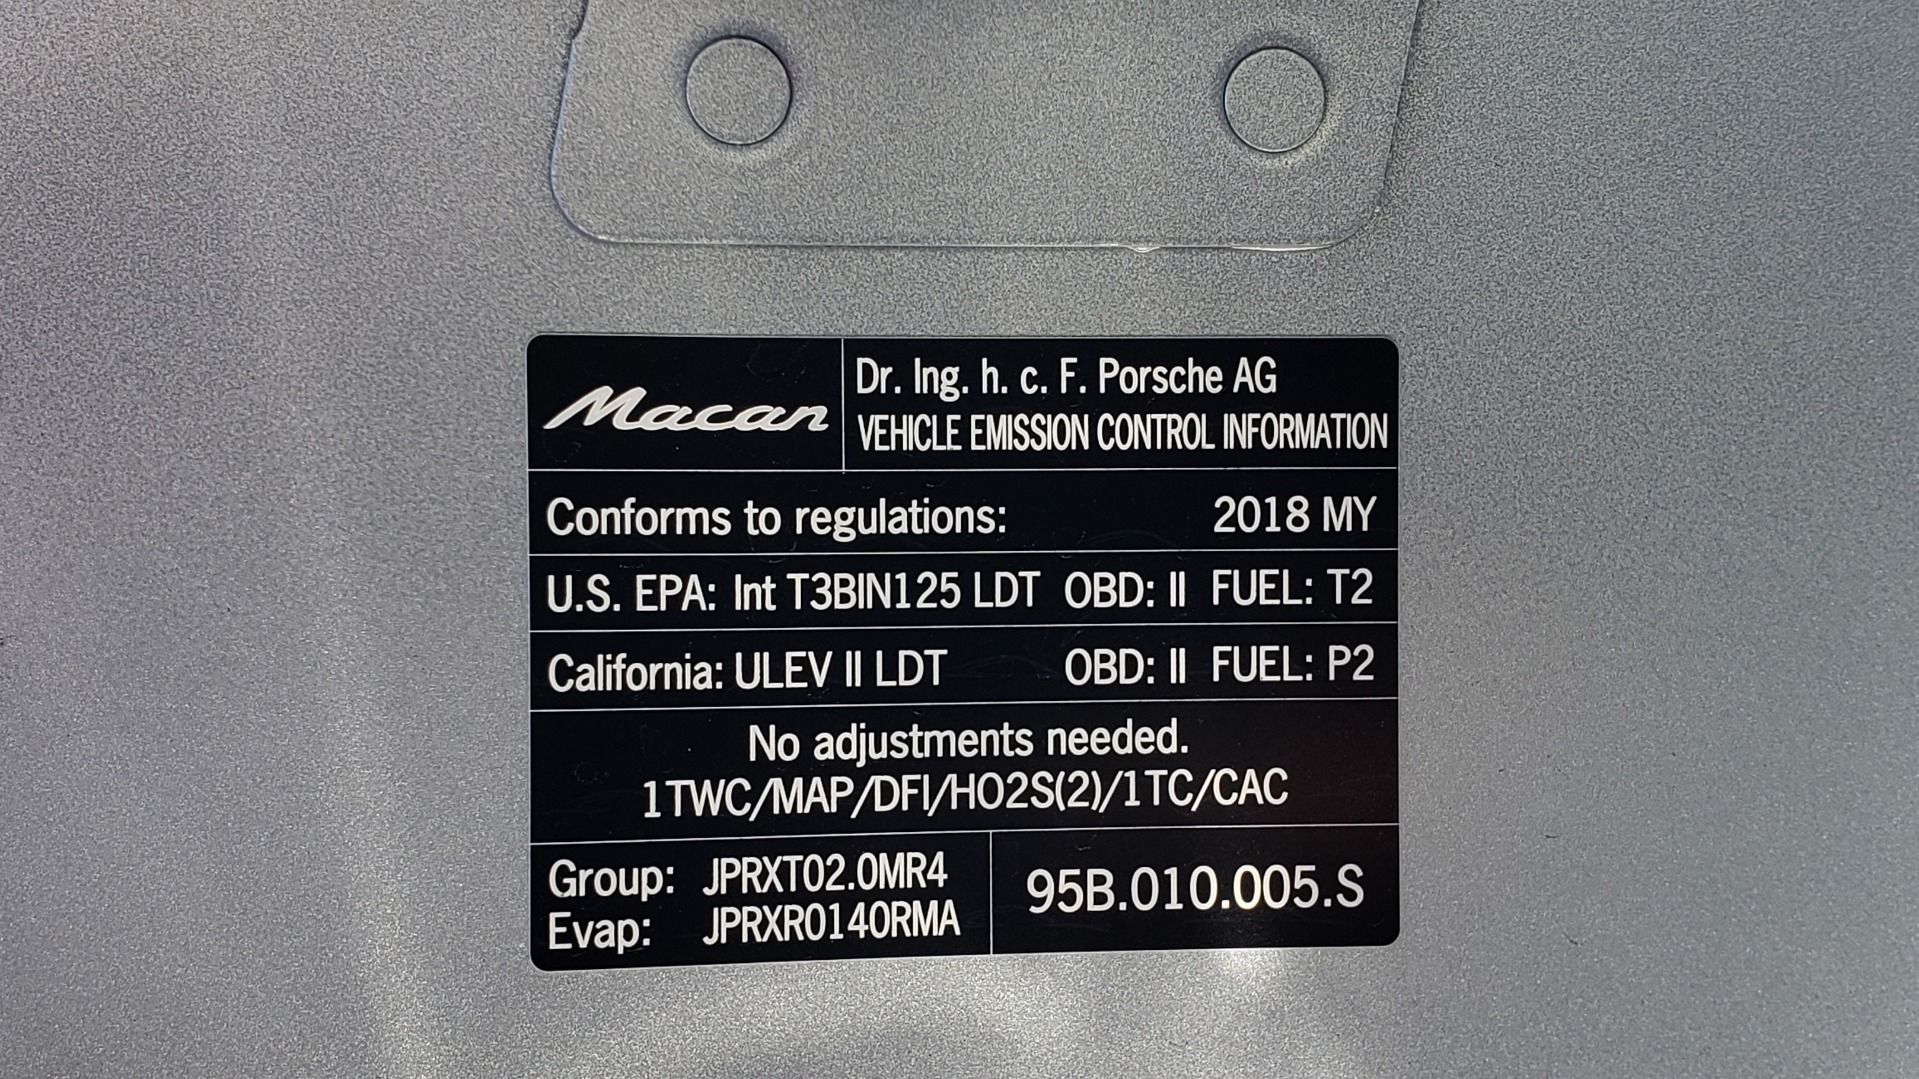 Macan
Dr. Ing. h. c. F. Porsche AG
VEHICLE EMISSION CONTROL INFORMATION
Conforms to regulations: 2018 MY
U.S. EPA: Int T3BIN125 LDT OBD: II FUEL: T2
California: ULEV II LDT OBD: II FUEL: P2
No adjustments needed.
1TWC/MAP/DFI/HO2S(2)/1TC/CAC
Group: JPRXT02.0MR4
Evap: JPRXR0140RMA
95B.010.005.S